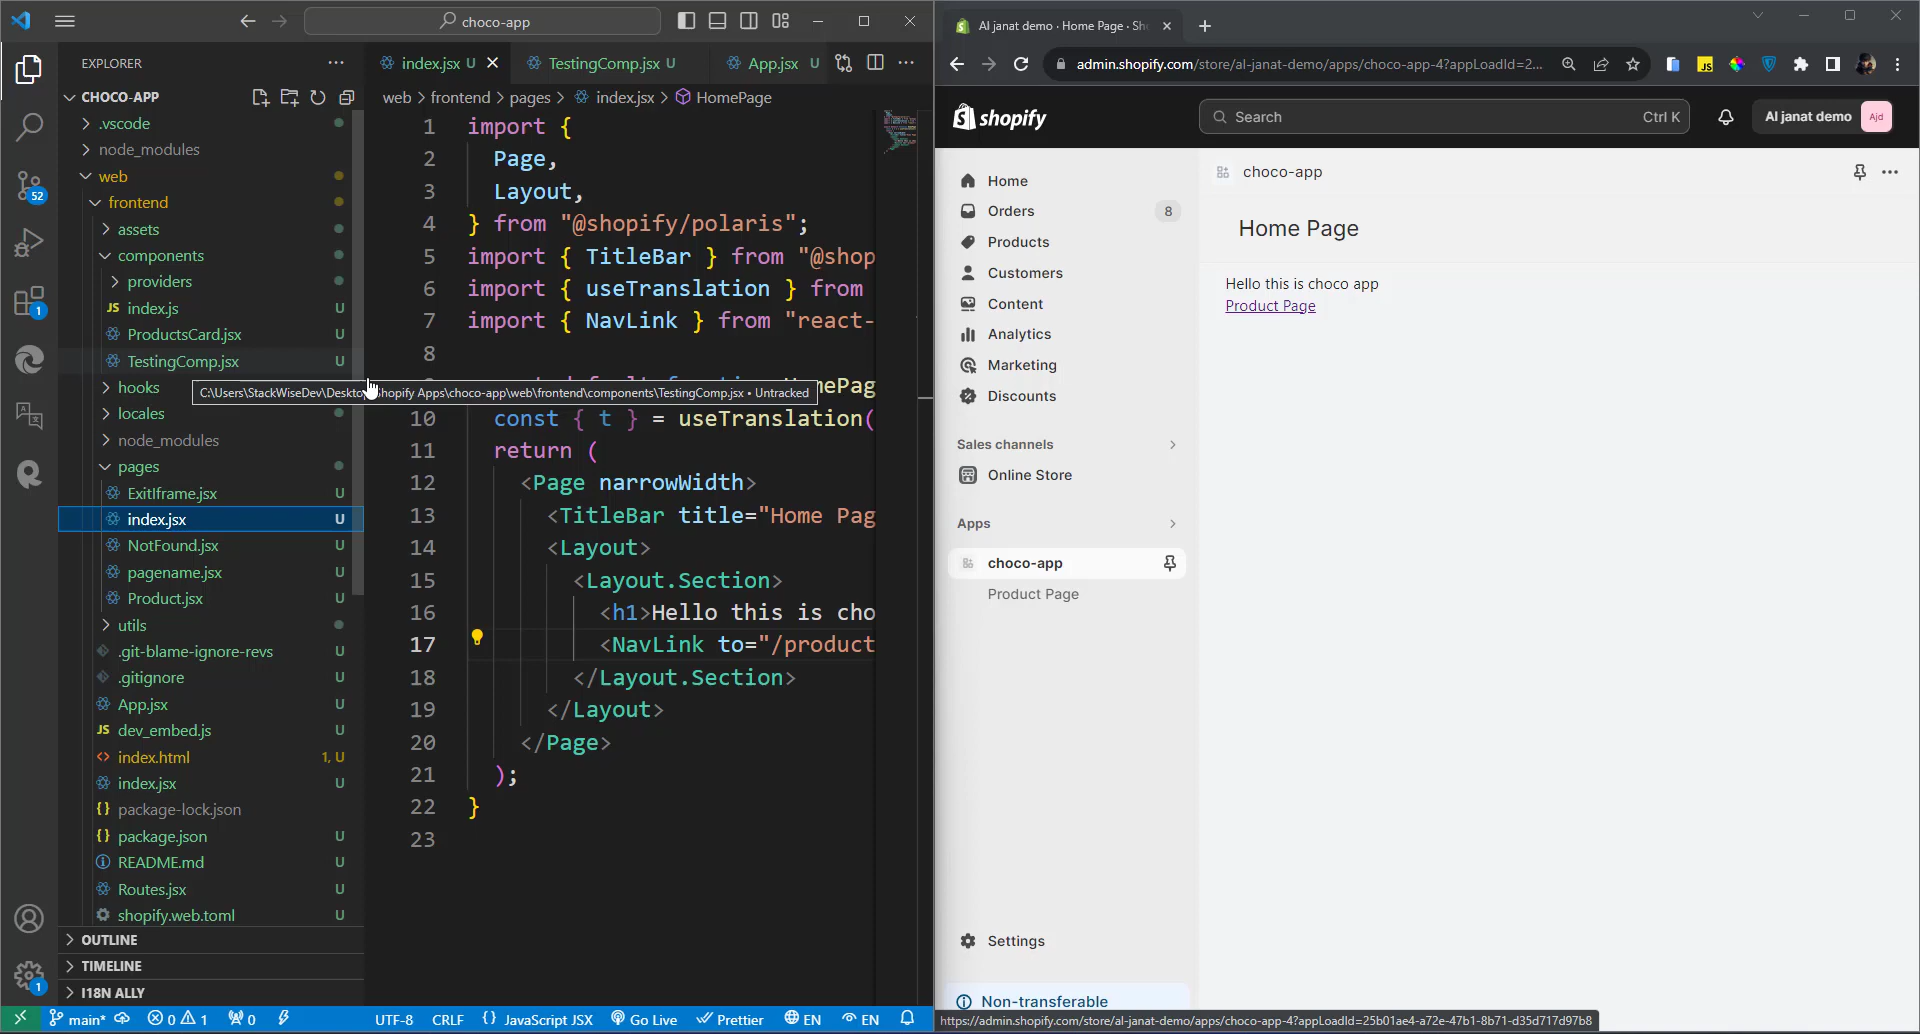 choco-app
EXPLORER
CHOCO-APP
.vscode
node_modules
web
frontend
assets
components
providers
JS index.js U
ProductsCard.jsx U
TestingComp.jsx U
hooks
locales
node_modules
pages
ExitIframe.jsx U
index.jsx U
NotFound.jsx U
pagename.jsx U
Product.jsx U
utils
.git-blame-ignore-revs
.gitignore U
App.jsx U
JS dev_embed.js U
<> index.html 1, U
index.jsx U
{} package-lock.json
{} package.json U
README.md U
Routes.jsx U
shopify.web.toml U
OUTLINE
TIMELINE
I18N ALLY
52
1
1
index.jsx U
TestingComp.jsx U
App.jsx U
web > frontend > pages > index.jsx > HomePage
1 import {
2 Page,
3 Layout,
4 } from "@shopify/polaris";
5 import { TitleBar } from "@shop
6 import { useTranslation } from
7 import { NavLink } from "react-
8
C:\Users\StackWiseDev\Deskto Shopify Apps\choco-app\web\frontend\components\TestingComp.jsx • Untracked
10 const { t } = useTranslation(
11 return (
12 <Page narrowWidth>
13 <TitleBar title="Home Pag
14 <Layout>
15 <Layout.Section>
16 <h1>Hello this is cho
17 <NavLink to="/product
18 </Layout.Section>
19 </Layout>
20 </Page>
21 );
22 }
23
main* 0 1 0 UTF-8 CRLF {} JavaScript JSX Go Live Prettier EN EN
Al janat demo · Home Page · Sh
admin.shopify.com/store/al-janat-demo/apps/choco-app-4?appLoadId=2...
shopify
Search Ctrl K
Al janat demo Ajd
Home
Orders 8
Products
Customers
Content
Analytics
Marketing
Discounts
Sales channels
Online Store
Apps
choco-app
Product Page
Settings
Non-transferable
choco-app
Home Page
Hello this is choco app
Product Page
https://admin.shopify.com/store/al-janat-demo/apps/choco-app-4?appLoadId=25b01ae4-a72e-47b1-8b71-d35d717d97b8